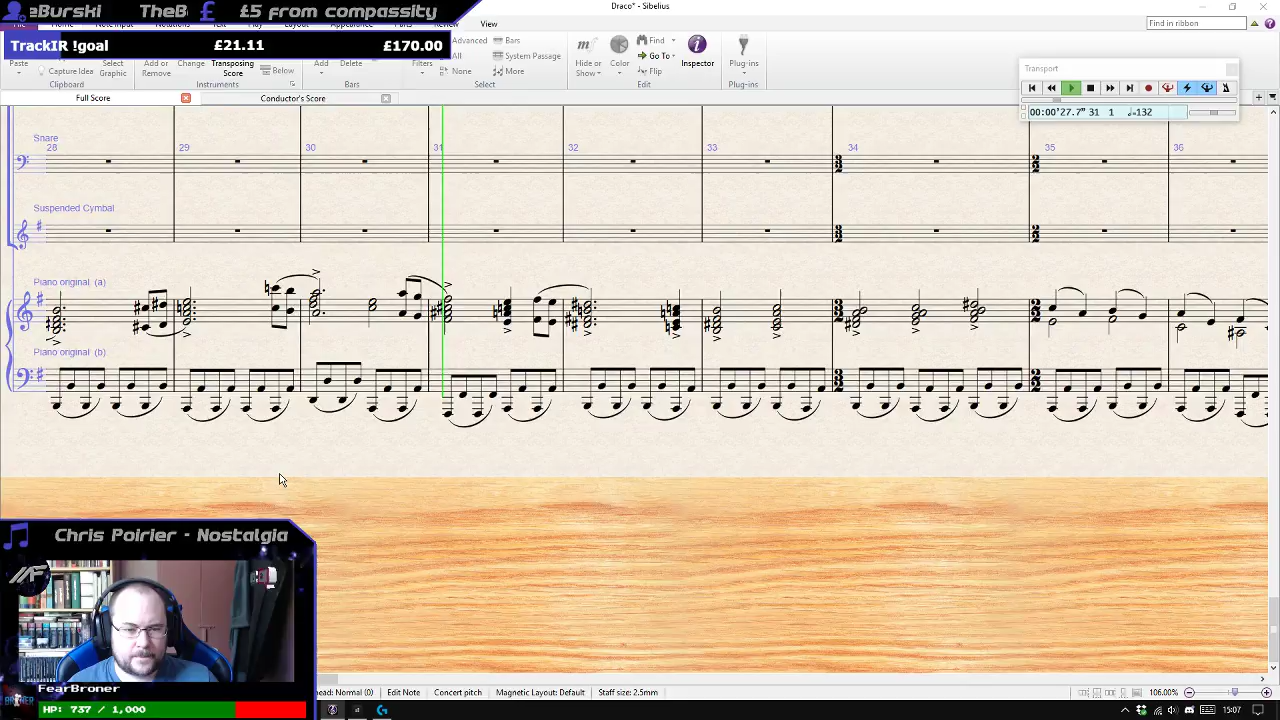 eBurski TheB £ £5 from compassity
Draco* - Sibelius
TrackIR !goal £21.11 £170.00
View
Find in ribbon
Paste
Capture Idea
Select Graphic
Clipboard
Add or Remove
Change
Transposing Score
Below
Instruments
Add
Delete
Bars
Filters
Advanced
All
None
Bars
System Passage
More
Select
Hide or Show
Color
Find
Go To
Flip
Edit
Inspector
Plug-ins
Plug-ins
Transport
00:00'27.7" 31 1 =132
Full Score
Conductor's Score
Snare
28 29 30 31 32 33 34 35 36
Suspended Cymbal
Piano original (a)
Piano original (b)
Chris Poirier - Nostalgia
FearBroner
HP: 737 / 1,000
head: Normal (0) Edit Note Concert pitch Magnetic Layout: Default Staff size: 2.5mm
106.00%
15:07